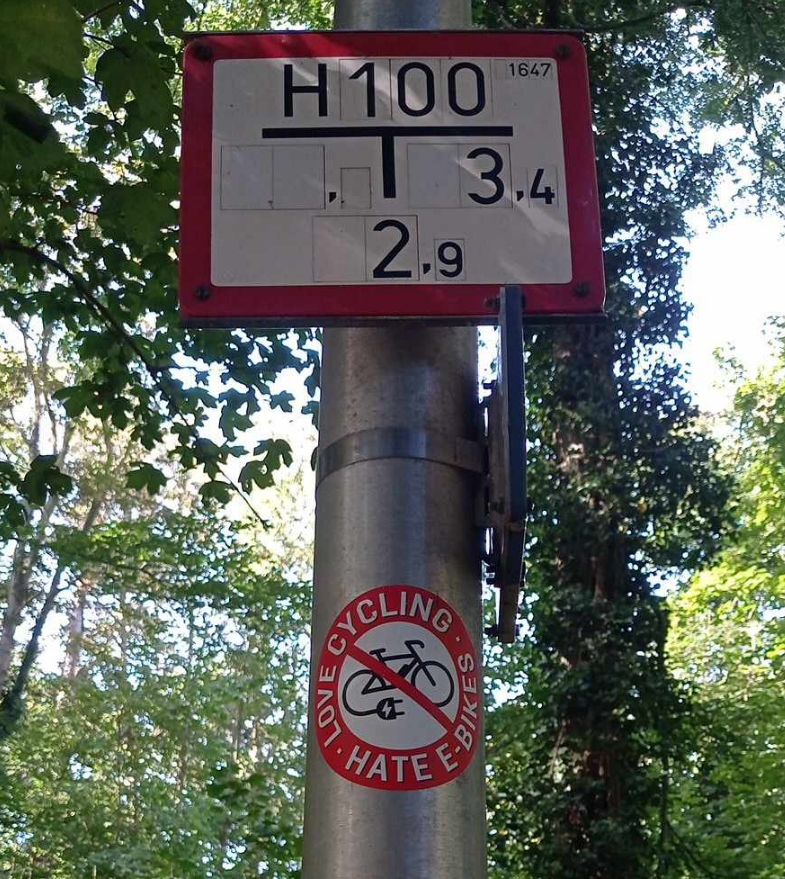 H100 1647
, 3,4
2,9
LOVE CYCLING · HATE E-BIKES ·